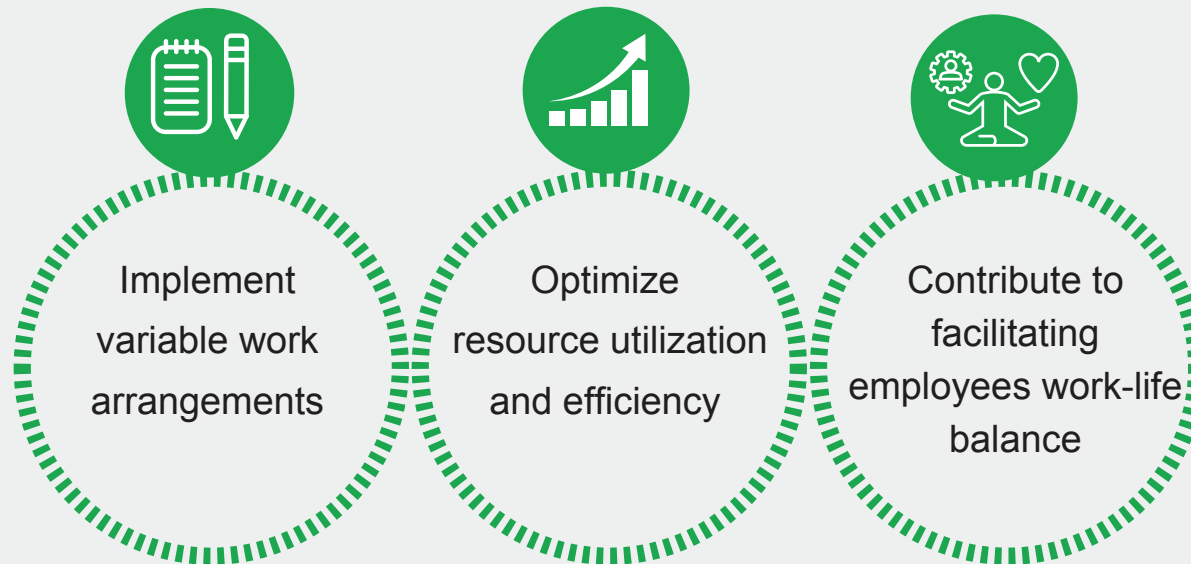 Implement
variable work
arrangements
Optimize
resource utilization
and efficiency
Contribute to
facilitating
employees work-life
balance